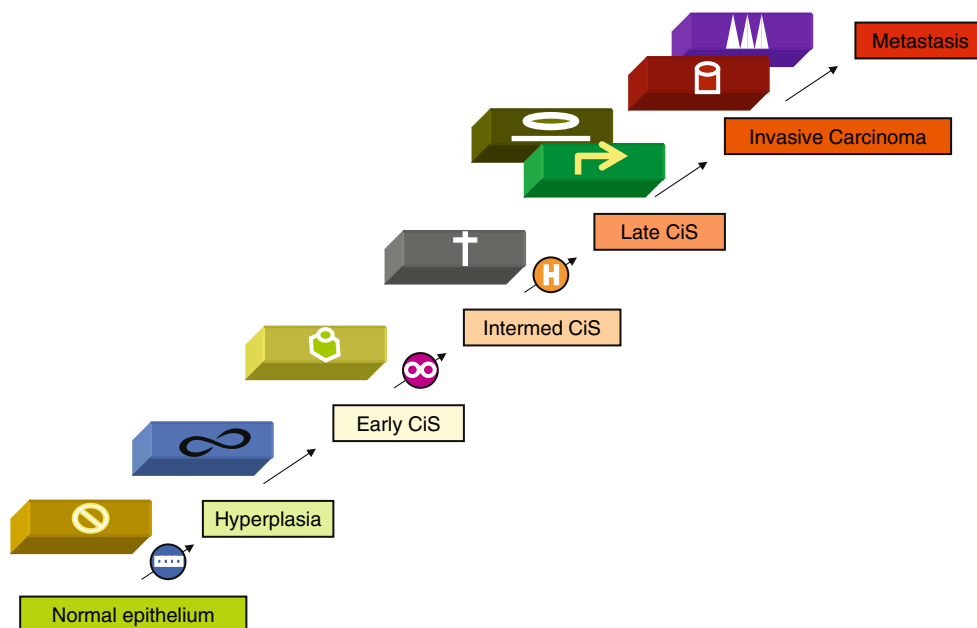 Metastasis
Invasive Carcinoma
Late CiS
H
Intermed CiS
Early CiS
Hyperplasia
Normal epithelium